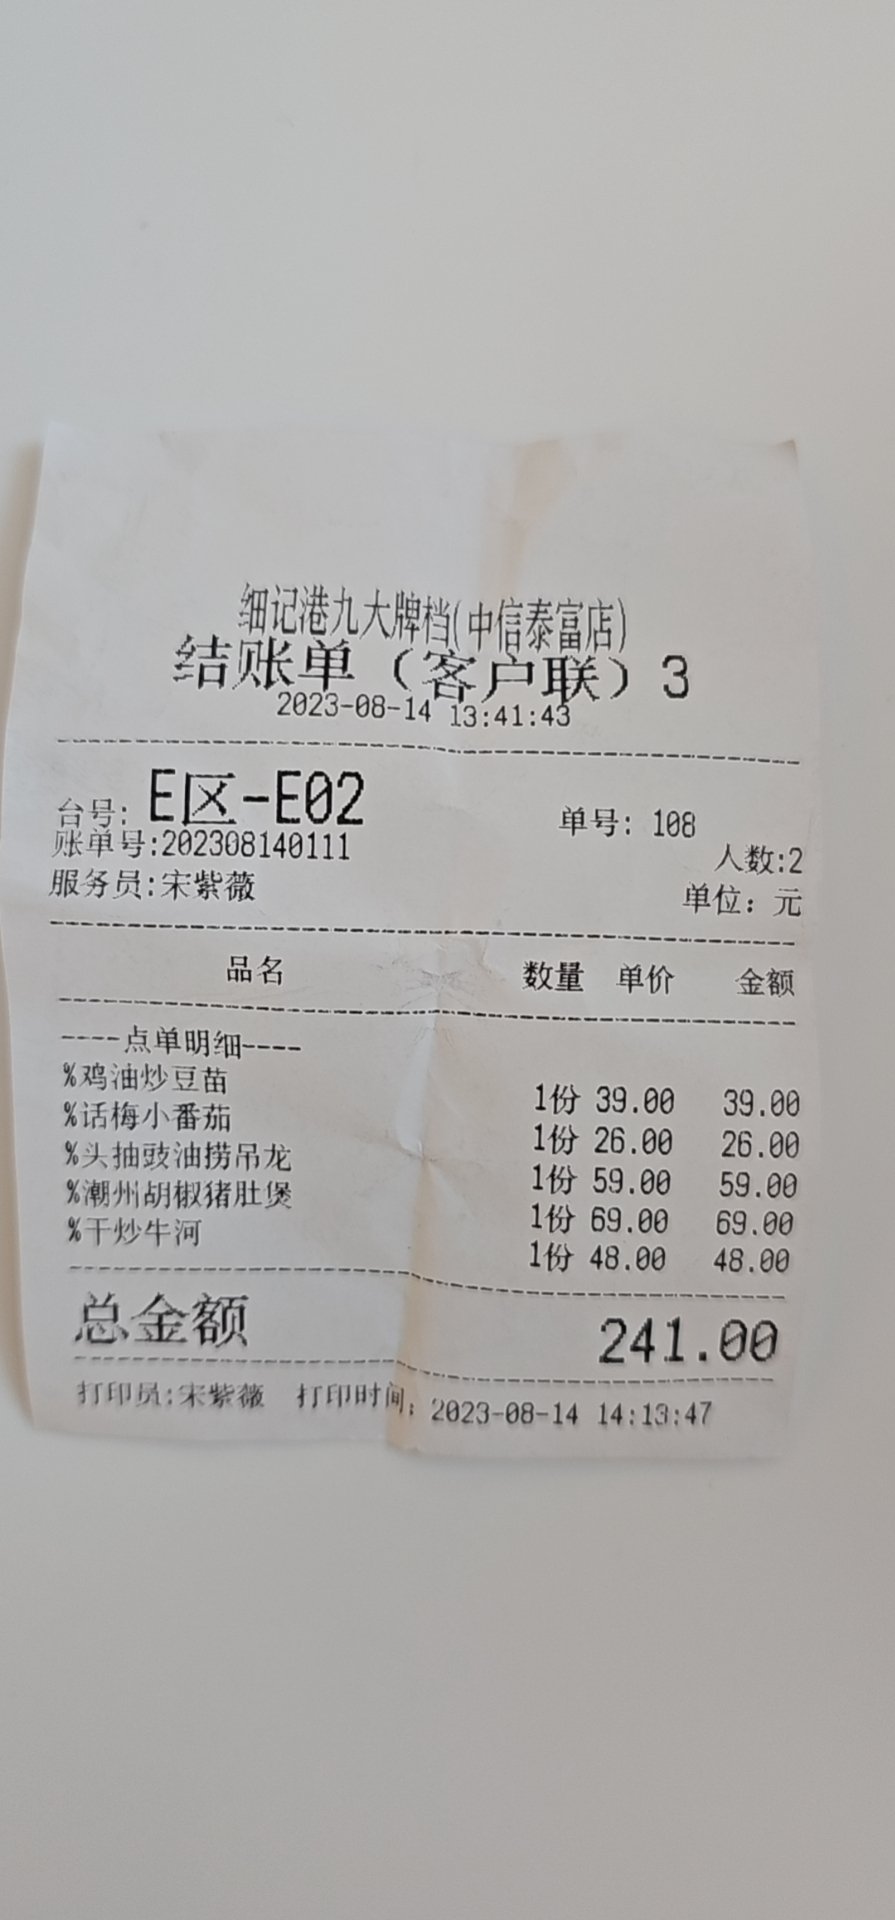 细记港九大牌档(中信泰富店)
结账单（客户联）3
2023-08-14 13:41:43
台号: E区-E02 单号: 108
账单号:202308140111 人数:2
服务员:宋紫薇 单位: 元
品名 数量 单价 金额
----点单明细----
%鸡油炒豆苗 1份 39.00 39.00
%话梅小番茄 1份 26.00 26.00
%头抽豉油捞吊龙 1份 59.00 59.00
%潮州胡椒猪肚煲 1份 69.00 69.00
%干炒牛河 1份 48.00 48.00
总金额 241.00
打印员:宋紫薇 打印时间: 2023-08-14 14:13:47